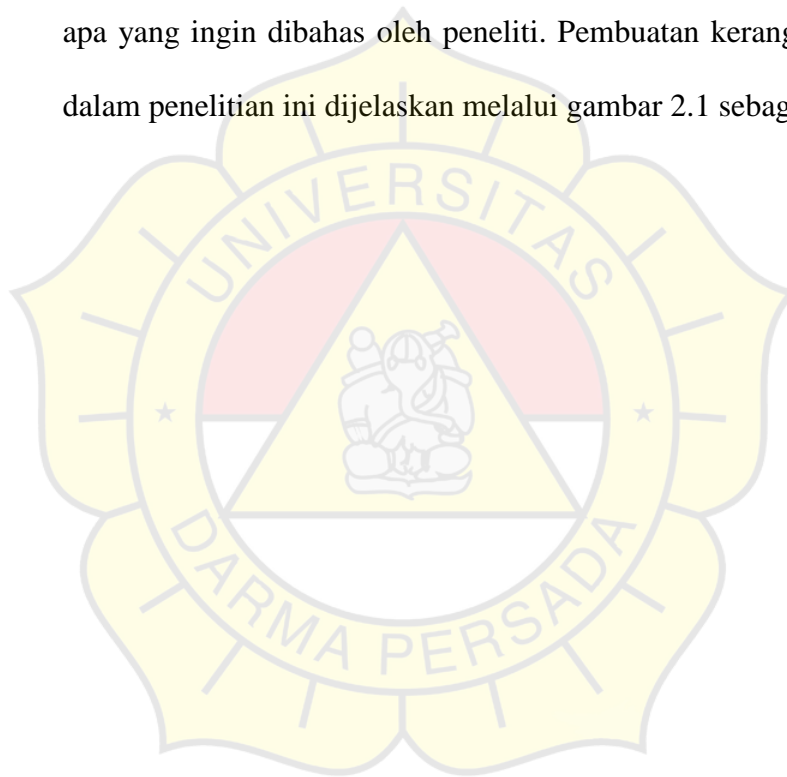 apa yang ingin dibahas oleh peneliti. Pembuatan kerang
dalam penelitian ini dijelaskan melalui gambar 2.1 sebag
UNIVERSITAS
DARMA PERSADA